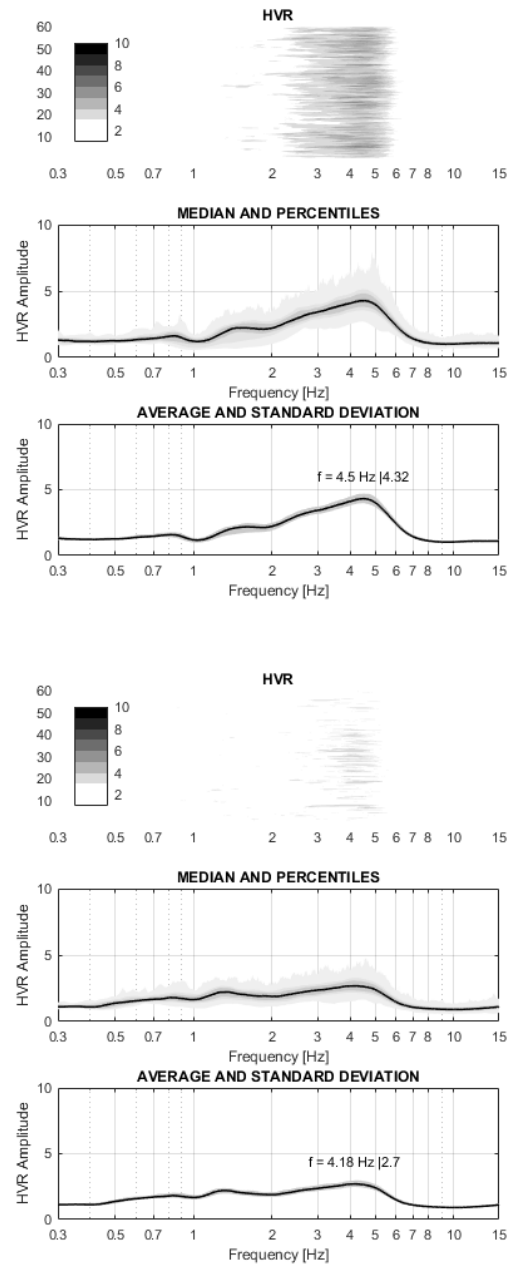 HVR
60
50
40
30
20
10
10
8
6
4
2
0.3 0.5 0.7 1 2 3 4 5 6 7 8 10 15
MEDIAN AND PERCENTILES
HVR Amplitude
10
5
0
0.3 0.5 0.7 1 2 3 4 5 6 7 8 10 15
Frequency [Hz]
AVERAGE AND STANDARD DEVIATION
HVR Amplitude
10
5
0
f = 4.5 Hz |4.32
0.3 0.5 0.7 1 2 3 4 5 6 7 8 10 15
Frequency [Hz]
HVR
60
50
40
30
20
10
10
8
6
4
2
0.3 0.5 0.7 1 2 3 4 5 6 7 8 10 15
MEDIAN AND PERCENTILES
HVR Amplitude
10
5
0
0.3 0.5 0.7 1 2 3 4 5 6 7 8 10 15
Frequency [Hz]
AVERAGE AND STANDARD DEVIATION
HVR Amplitude
10
5
0
f = 4.18 Hz |2.7
0.3 0.5 0.7 1 2 3 4 5 6 7 8 10 15
Frequency [Hz]